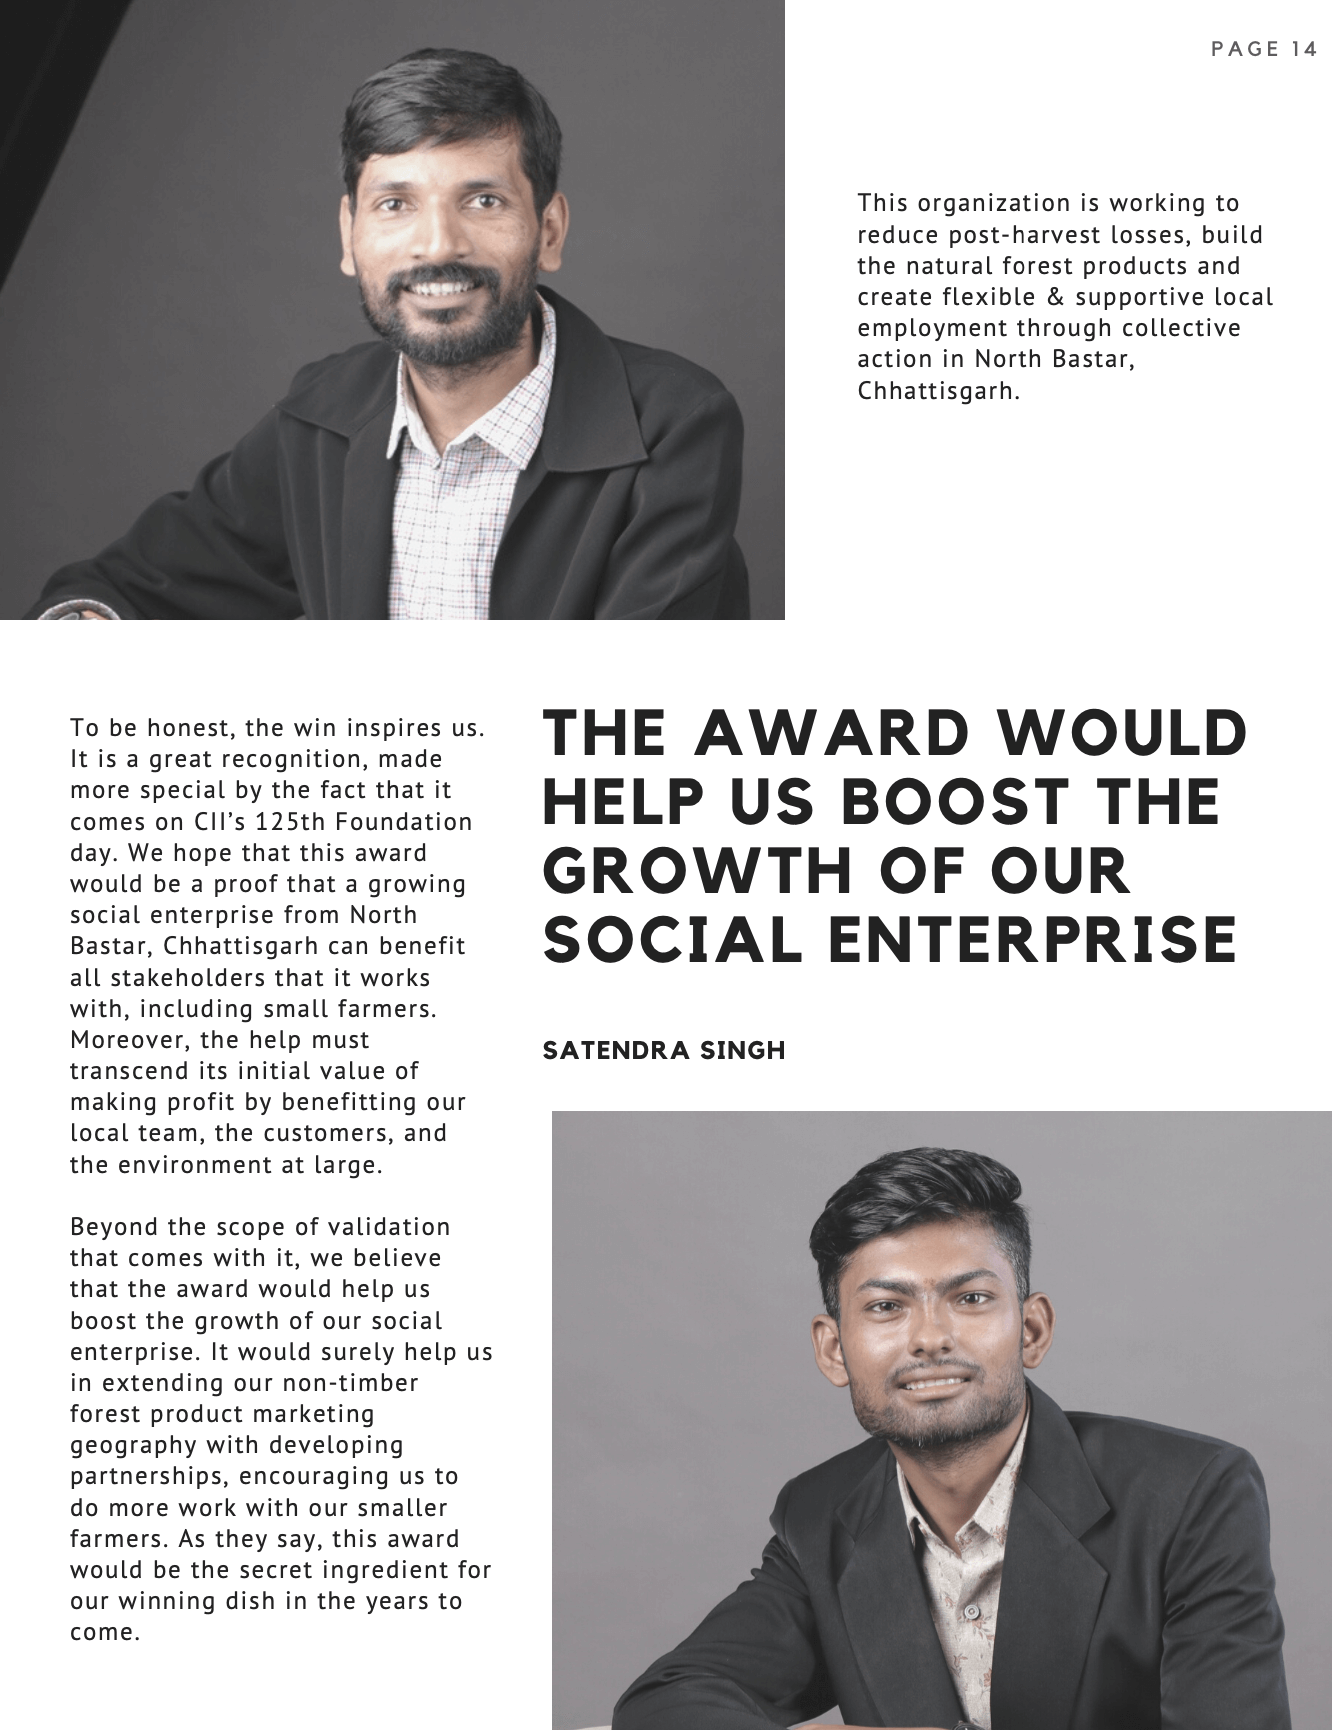 PAGE 14
This organization is working to
reduce post-harvest losses, build
the natural forest products and
create flexible & supportive local
employment through collective
action in North Bastar,
Chhattisgarh.
To be honest, the win inspires us.
It is a great recognition, made
more special by the fact that it
comes on CII’s 125th Foundation
day. We hope that this award
would be a proof that a growing
social enterprise from North
Bastar, Chhattisgarh can benefit
all stakeholders that it works
with, including small farmers.
Moreover, the help must
transcend its initial value of
making profit by benefitting our
local team, the customers, and
the environment at large.
Beyond the scope of validation
that comes with it, we believe
that the award would help us
boost the growth of our social
enterprise. It would surely help us
in extending our non-timber
forest product marketing
geography with developing
partnerships, encouraging us to
do more work with our smaller
farmers. As they say, this award
would be the secret ingredient for
our winning dish in the years to
come.
THE AWARD WOULD
HELP US BOOST THE
GROWTH OF OUR
SOCIAL ENTERPRISE
SATENDRA SINGH